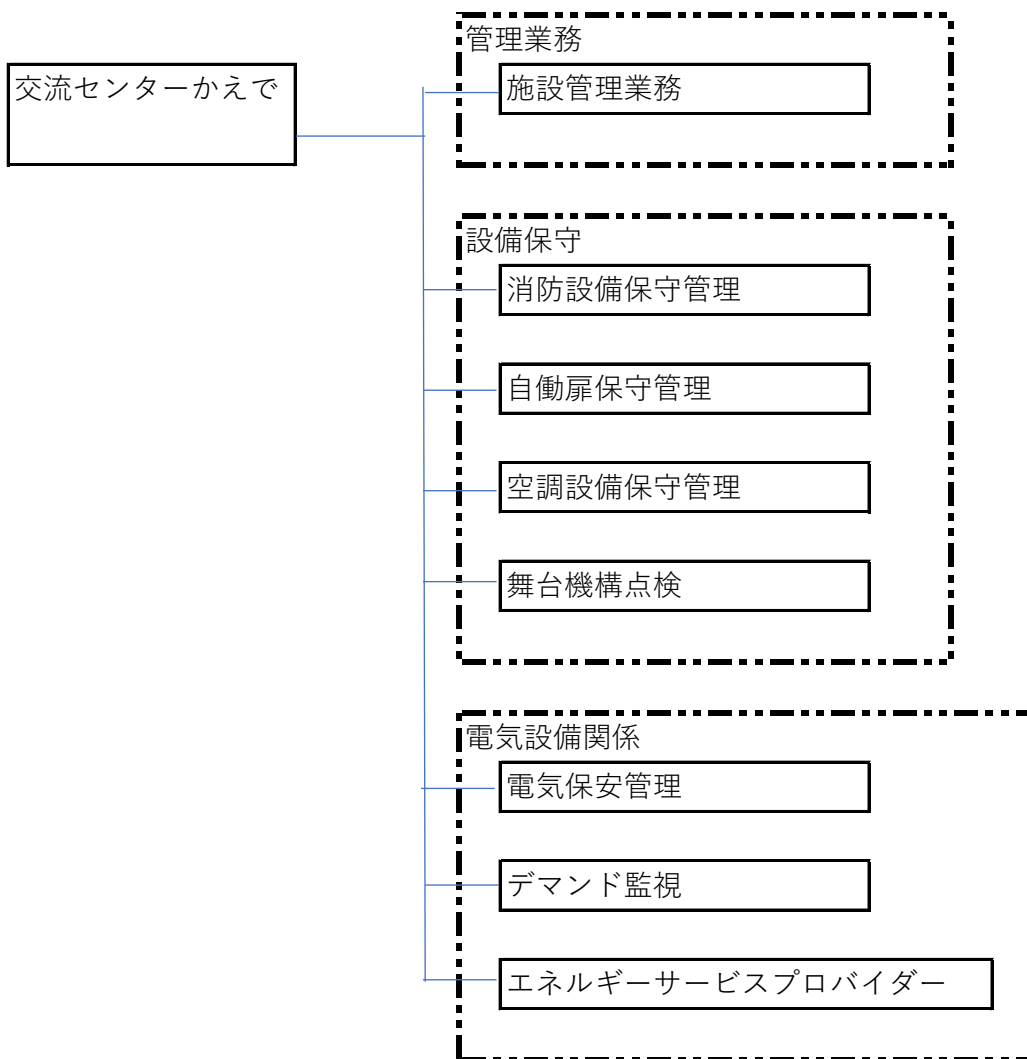 管理業務
交流センターかえで
施設管理業務
設備保守
消防設備保守管理
自働扉保守管理
空調設備保守管理
舞台機構点検
電気設備関係
電気保安管理
デマンド監視
エネルギーサービスプロバイダー